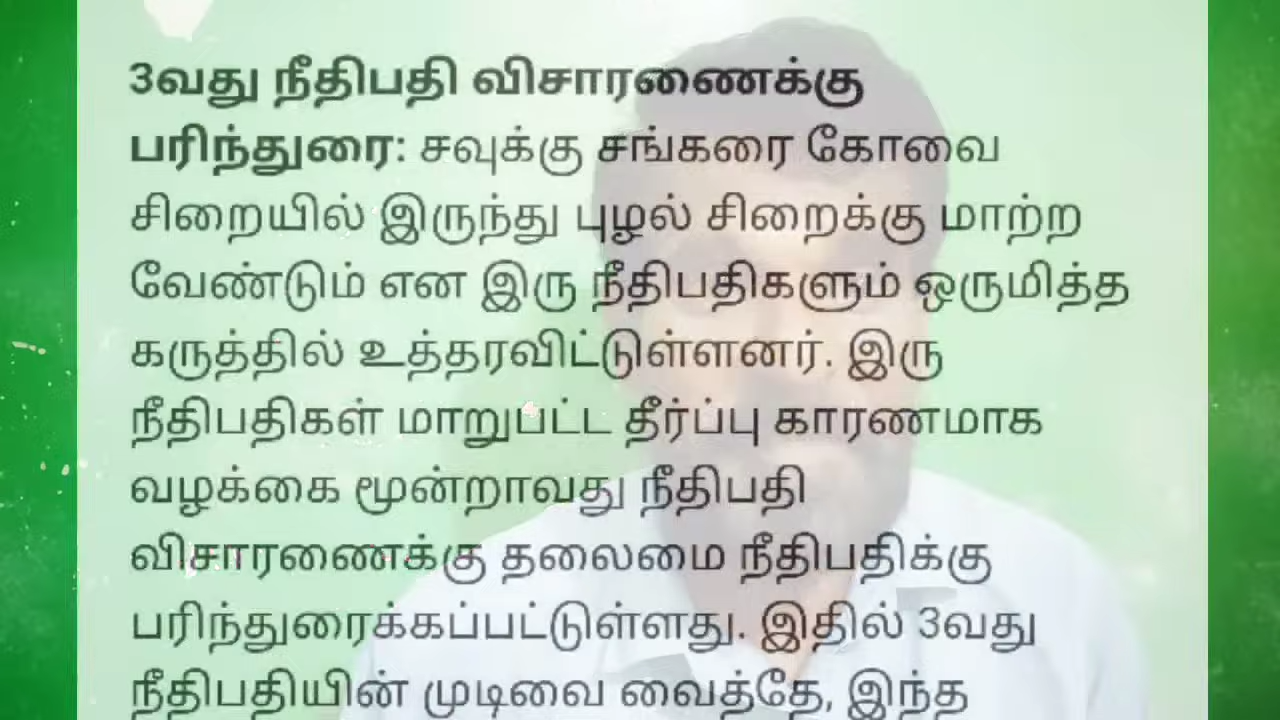 3வது நீதிபதி விசாரணைக்கு
பரிந்துரை: சவுக்கு சங்கரை கோவை
சிறையில் இருந்து புழல் சிறைக்கு மாற்ற
வேண்டும் என இரு நீதிபதிகளும் ஒருமித்த
கருத்தில் உத்தரவிட்டுள்ளனர். இரு
நீதிபதிகள் மாறுபட்ட தீர்ப்பு காரணமாக
வழக்கை மூன்றாவது நீதிபதி
விசாரணைக்கு தலைமை நீதிபதிக்கு
பரிந்துரைக்கப்பட்டுள்ளது. இதில் 3வது
நீதிபதியின் முடிவை வைத்தே, இந்த